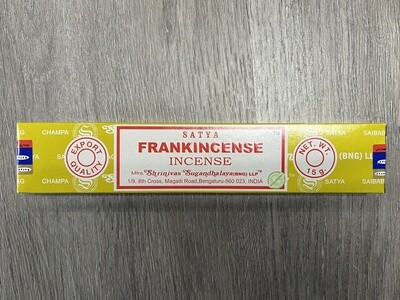 SATYA
FRANKINCENSE
INCENSE
Mfrs. Shrinivas Sugandhalaya (BNG) LLP
1/9, 8th Cross, Magadi Road, Bengaluru-560 023, INDIA
EXPORT QUALITY
NET. WT. 15 g.
CHAMPA
CHAMPA
SATYA
SAIBABA
(BNG) LL
SATYA
SAIBAB